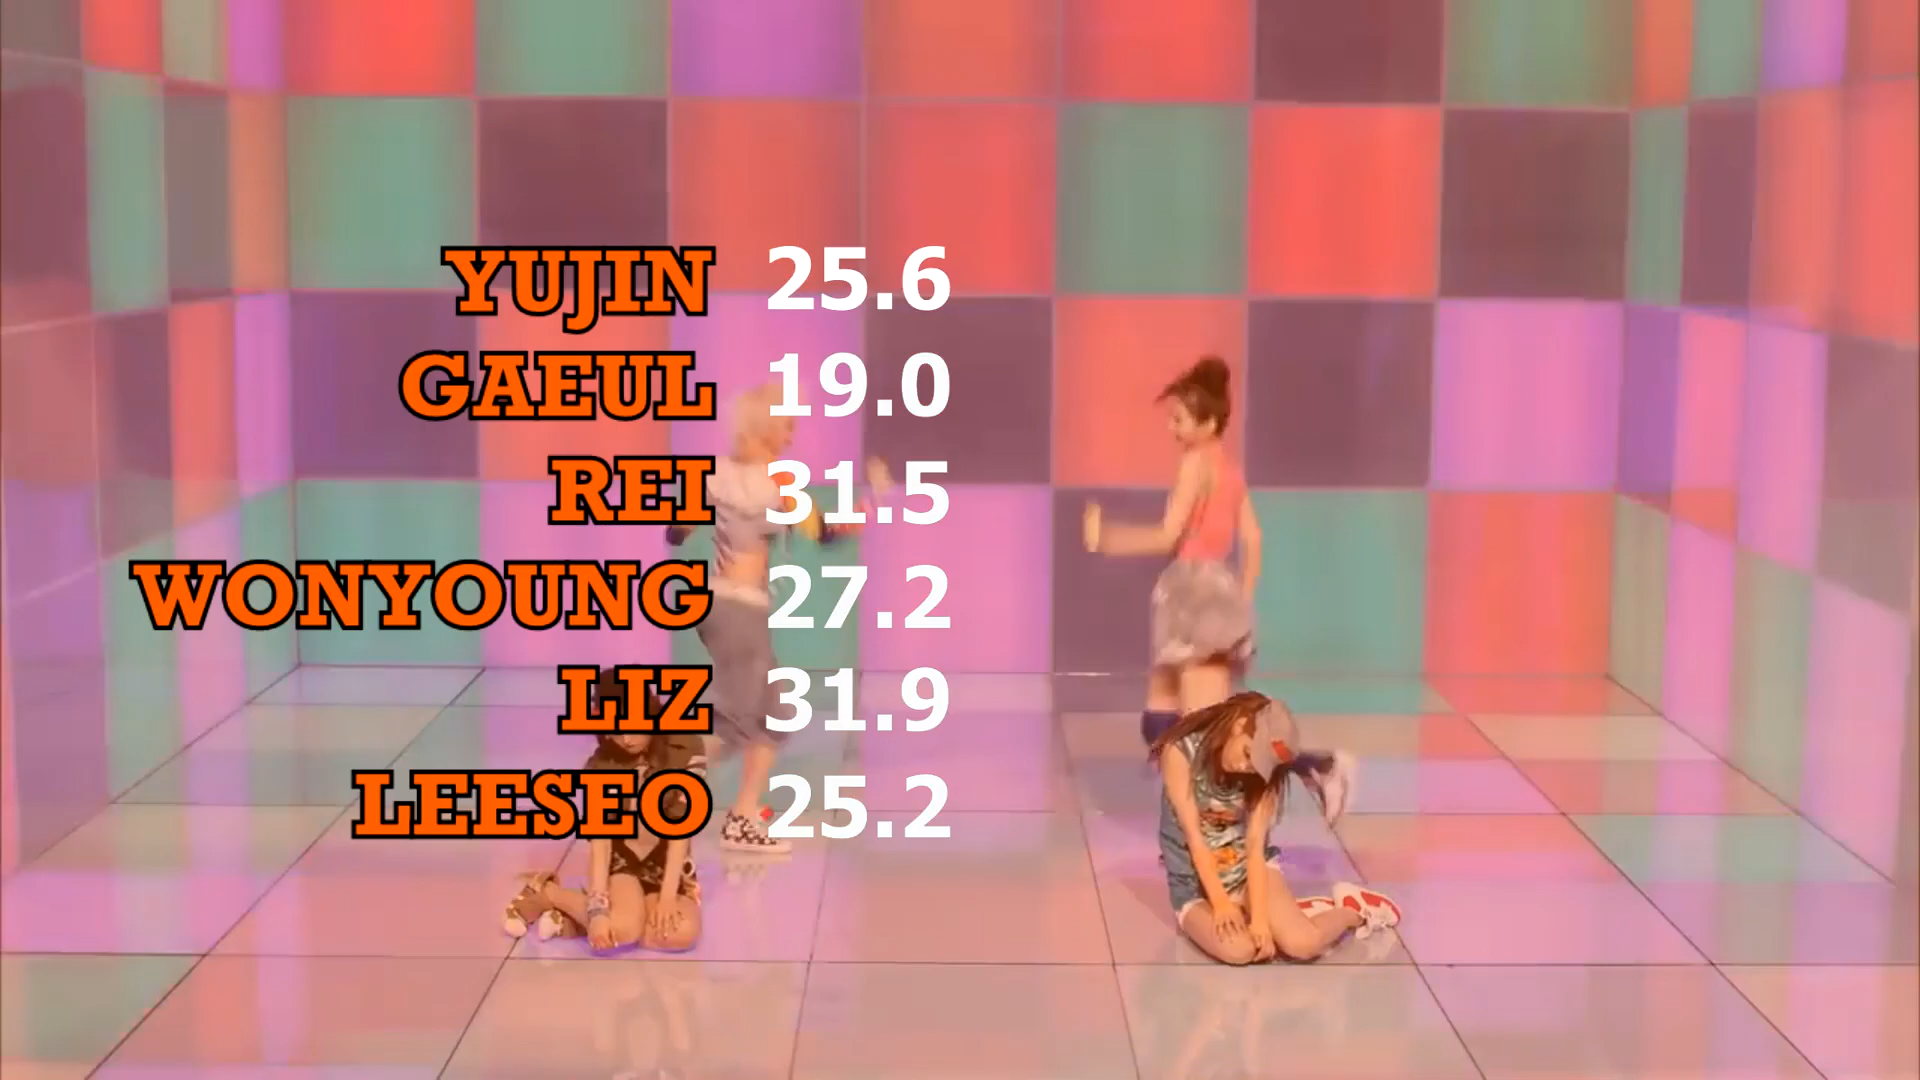 YUJIN 25.6
GAEUL 19.0
REI 31.5
WONYOUNG 27.2
LIZ 31.9
LEESEO 25.2